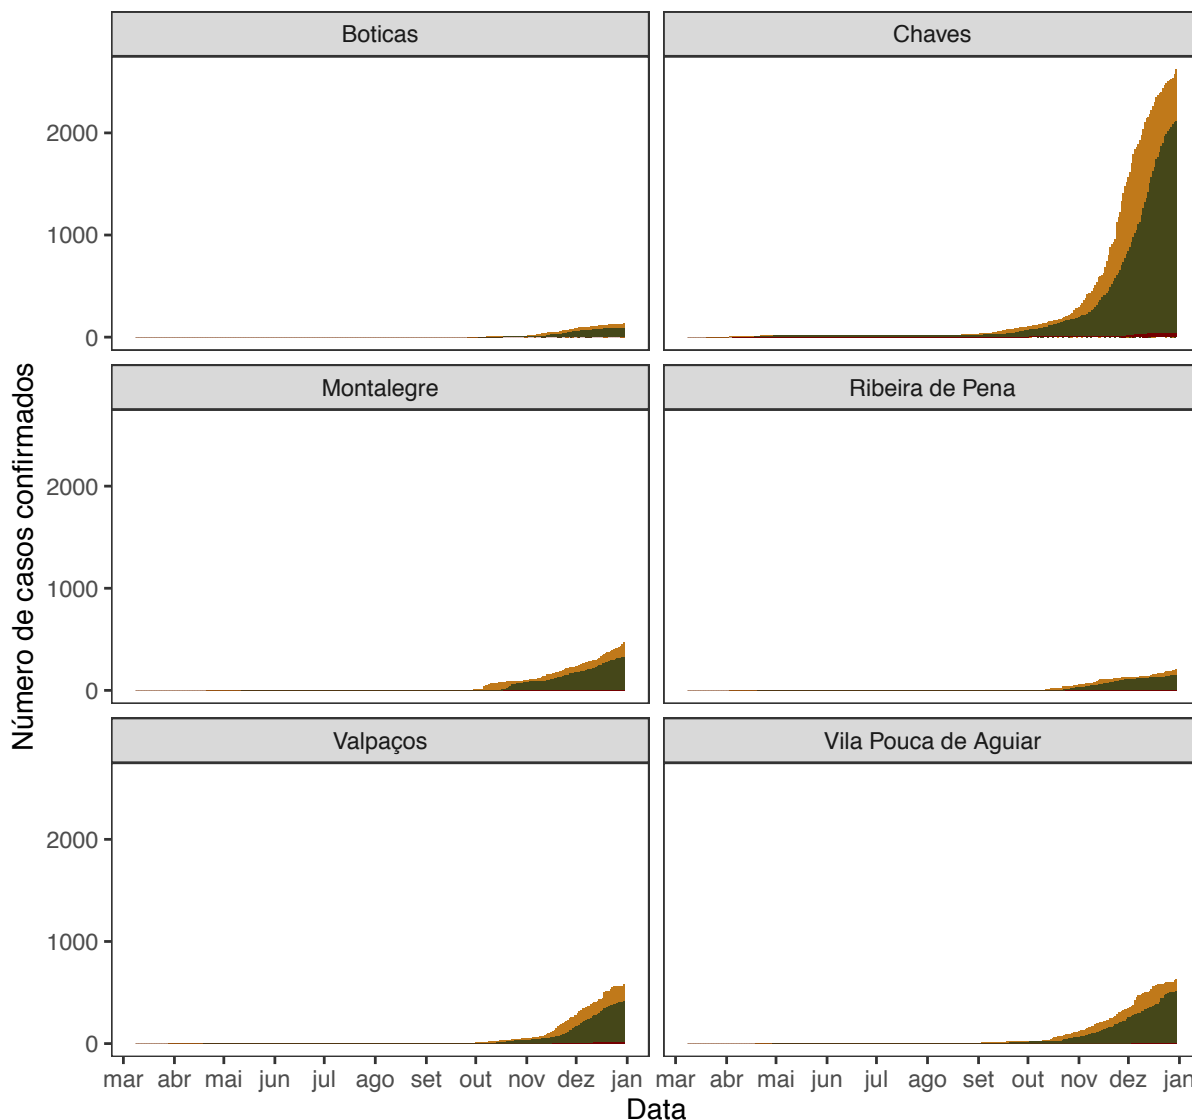 Boticas
Chaves
2000
1000
0
Montalegre
Ribeira de Pena
2000
1000
0
Valpaços
Vila Pouca de Aguiar
2000
1000
0
mar abr mai jun jul ago set out nov dez jan
mar abr mai jun jul ago set out nov dez jan
Data
Número de casos confirmados